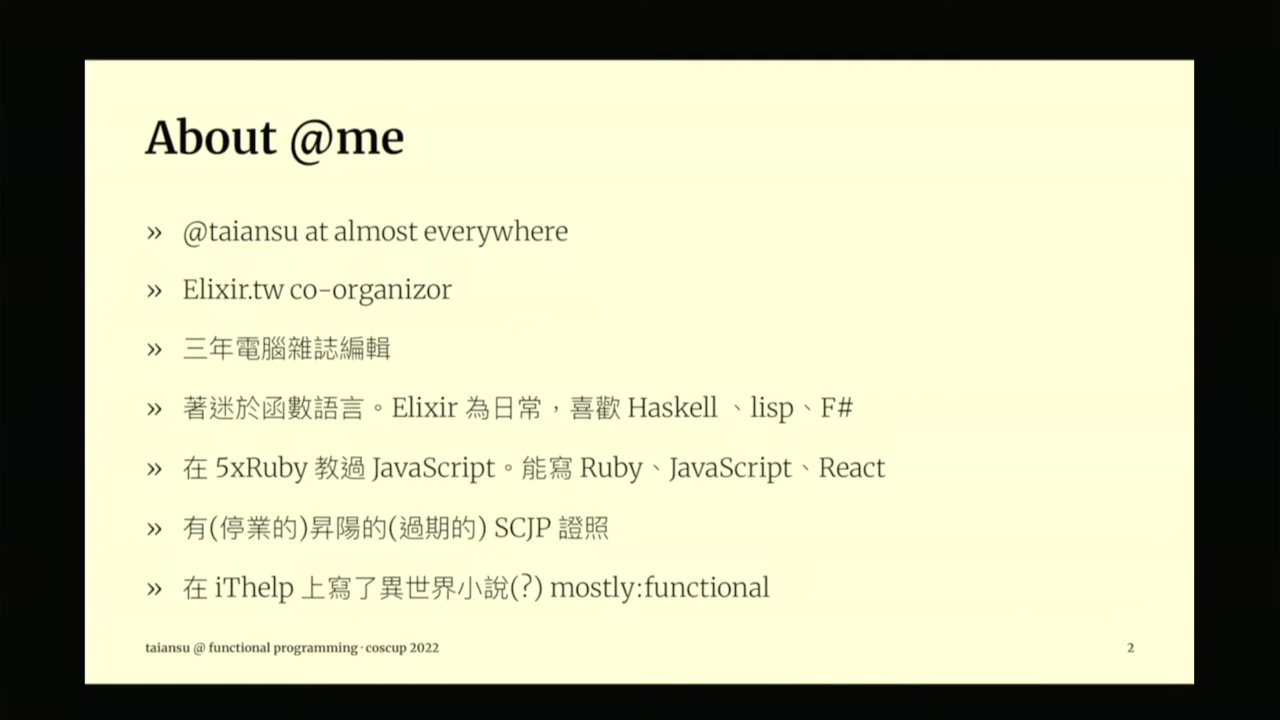 About @me
» @taiansu at almost everywhere
» Elixir.tw co-organizor
» 三年電腦雜誌編輯
» 著迷於函數語言。Elixir 為日常，喜歡 Haskell 、lisp、F#
» 在 5xRuby 教過 JavaScript。能寫 Ruby、JavaScript、React
» 有(停業的)昇陽的(過期的) SCJP 證照
» 在 iThelp 上寫了異世界小說(?) mostly:functional
taiansu @ functional programming · coscup 2022
2